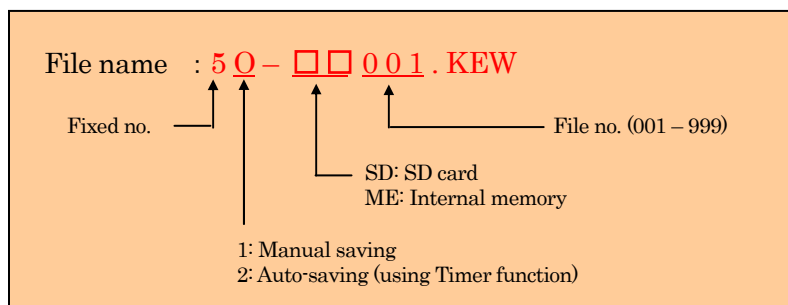 File name : 5 O – □□ 0 0 1 . KEW
Fixed no.
File no. (001 – 999)
SD: SD card
ME: Internal memory
1: Manual saving
2: Auto-saving (using Timer function)